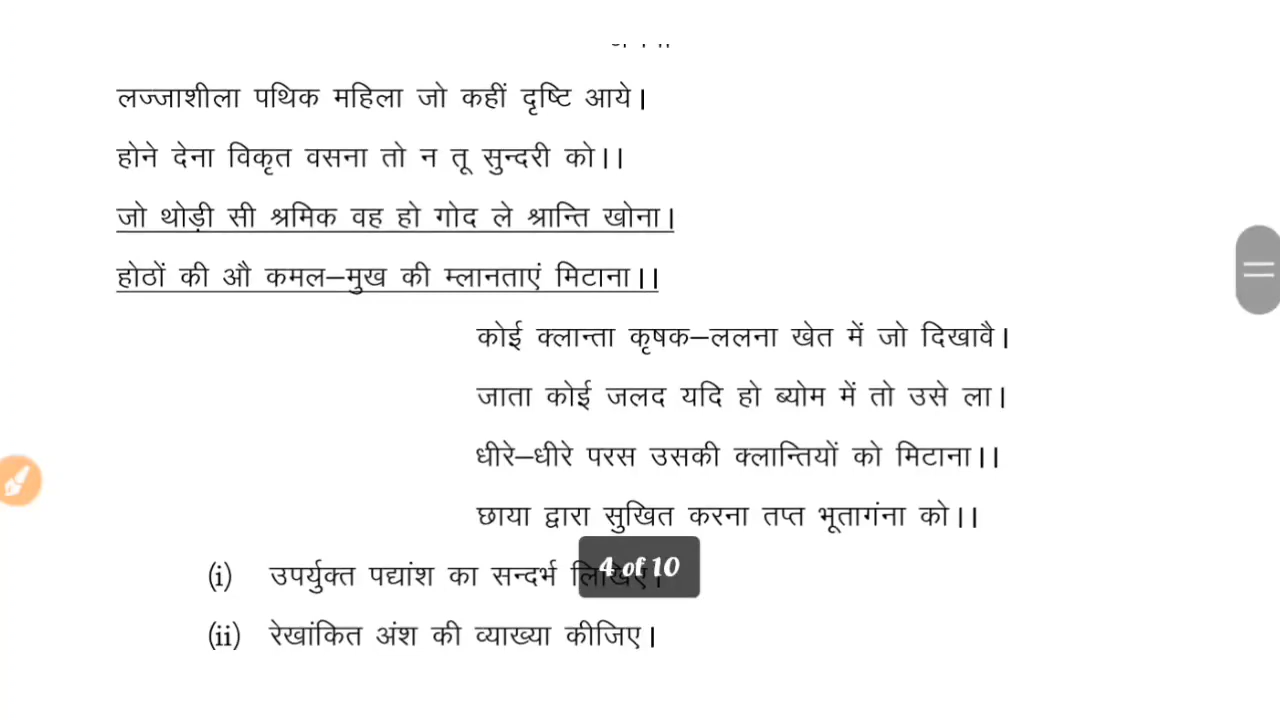 लज्जाशीला पथिक महिला जो कहीं दृष्टि आये।
होने देना विकृत वसना तो न तू सुन्दरी को।।
जो थोड़ी सी श्रमिक वह हो गोद ले श्रान्ति खोना।
होठों की औ कमल–मुख की म्लानताएं मिटाना।।
कोई क्लान्ता कृषक–ललना खेत में जो दिखावै।
जाता कोई जलद यदि हो ब्योम में तो उसे ला।
धीरे–धीरे परस उसकी क्लान्तियों को मिटाना।।
छाया द्वारा सुखित करना तप्त भूतागंना को।।
(i) उपर्युक्त पद्यांश का सन्दर्भ लिखिए।
4 of 10
(ii) रेखांकित अंश की व्याख्या कीजिए।